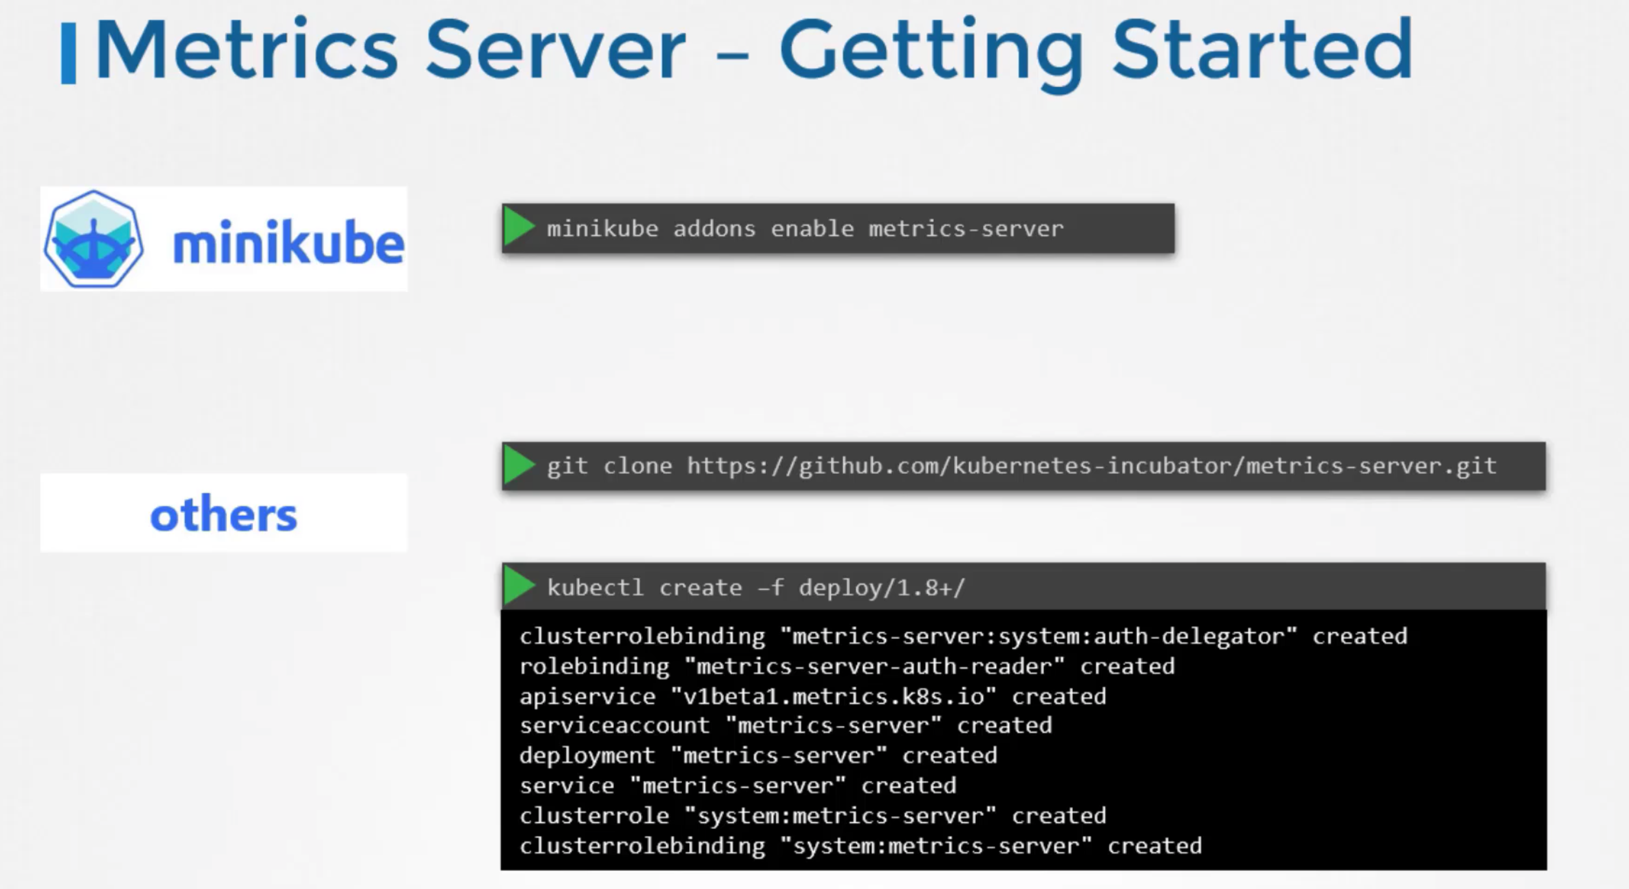 Metrics Server – Getting Started
minikube
minikube addons enable metrics-server
others
git clone https://github.com/kubernetes-incubator/metrics-server.git
kubectl create –f deploy/1.8+/
clusterrolebinding "metrics-server:system:auth-delegator" created
rolebinding "metrics-server-auth-reader" created
apiservice "v1beta1.metrics.k8s.io" created
serviceaccount "metrics-server" created
deployment "metrics-server" created
service "metrics-server" created
clusterrole "system:metrics-server" created
clusterrolebinding "system:metrics-server" created